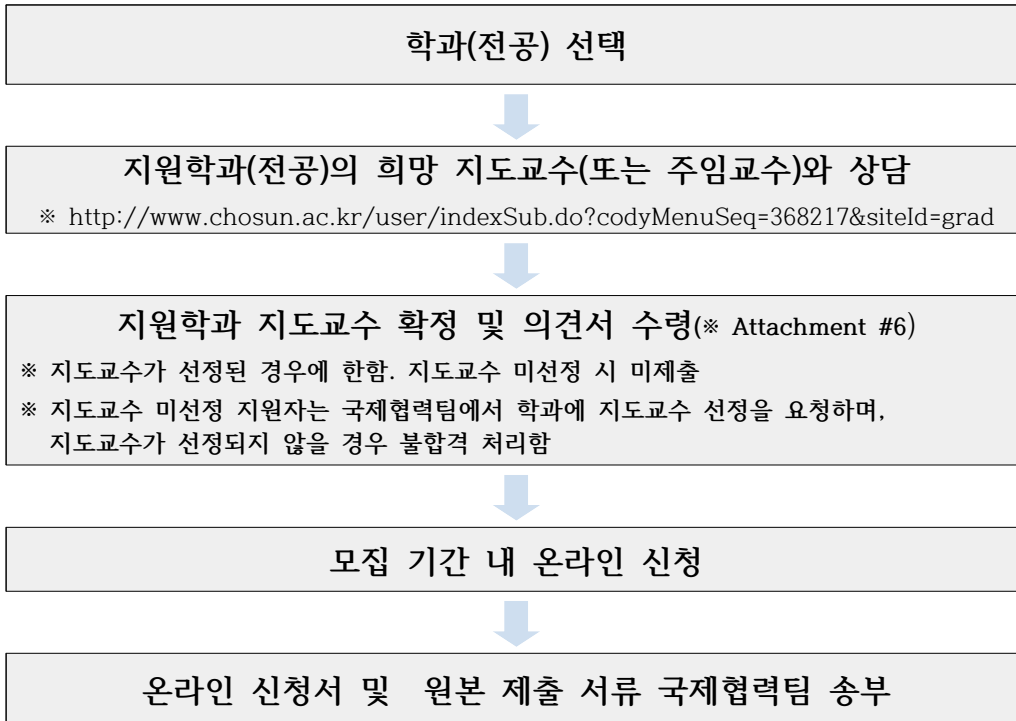 학과(전공) 선택
지원학과(전공)의 희망 지도교수(또는 주임교수)와 상담
※ http://www.chosun.ac.kr/user/indexSub.do?codyMenuSeq=368217&siteId=grad
지원학과 지도교수 확정 및 의견서 수령(※ Attachment #6)
※ 지도교수가 선정된 경우에 한함. 지도교수 미선정 시 미제출
※ 지도교수 미선정 지원자는 국제협력팀에서 학과에 지도교수 선정을 요청하며,
지도교수가 선정되지 않을 경우 불합격 처리함
모집 기간 내 온라인 신청
온라인 신청서 및 원본 제출 서류 국제협력팀 송부